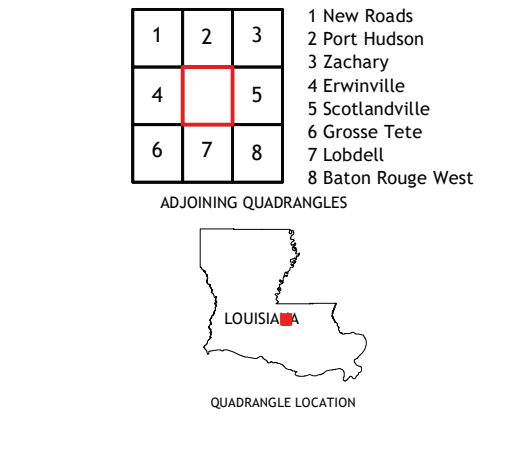 1 2 3
4 5
6 7 8
1 New Roads
2 Port Hudson
3 Zachary
4 Erwinville
5 Scotlandville
6 Grosse Tete
7 Lobdell
8 Baton Rouge West
ADJOINING QUADRANGLES
LOUISIANA
QUADRANGLE LOCATION